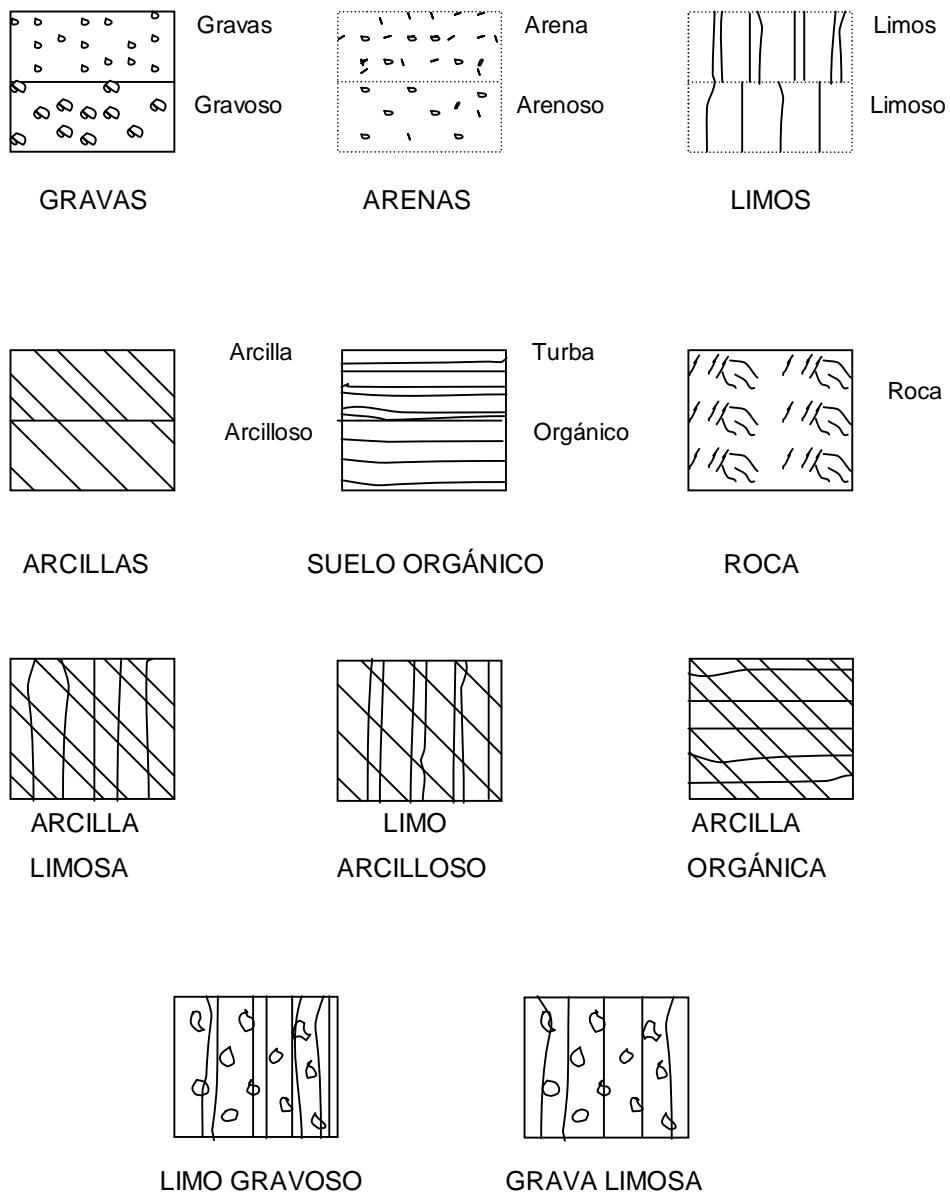 Gravas
Gravoso
GRAVAS
Arena
Arenoso
ARENAS
Limos
Limoso
LIMOS
Arcilla
Arcilloso
ARCILLAS
Turba
Orgánico
SUELO ORGÁNICO
Roca
ROCA
ARCILLA
LIMOSA
LIMO
ARCILLOSO
ARCILLA
ORGÁNICA
LIMO GRAVOSO
GRAVA LIMOSA